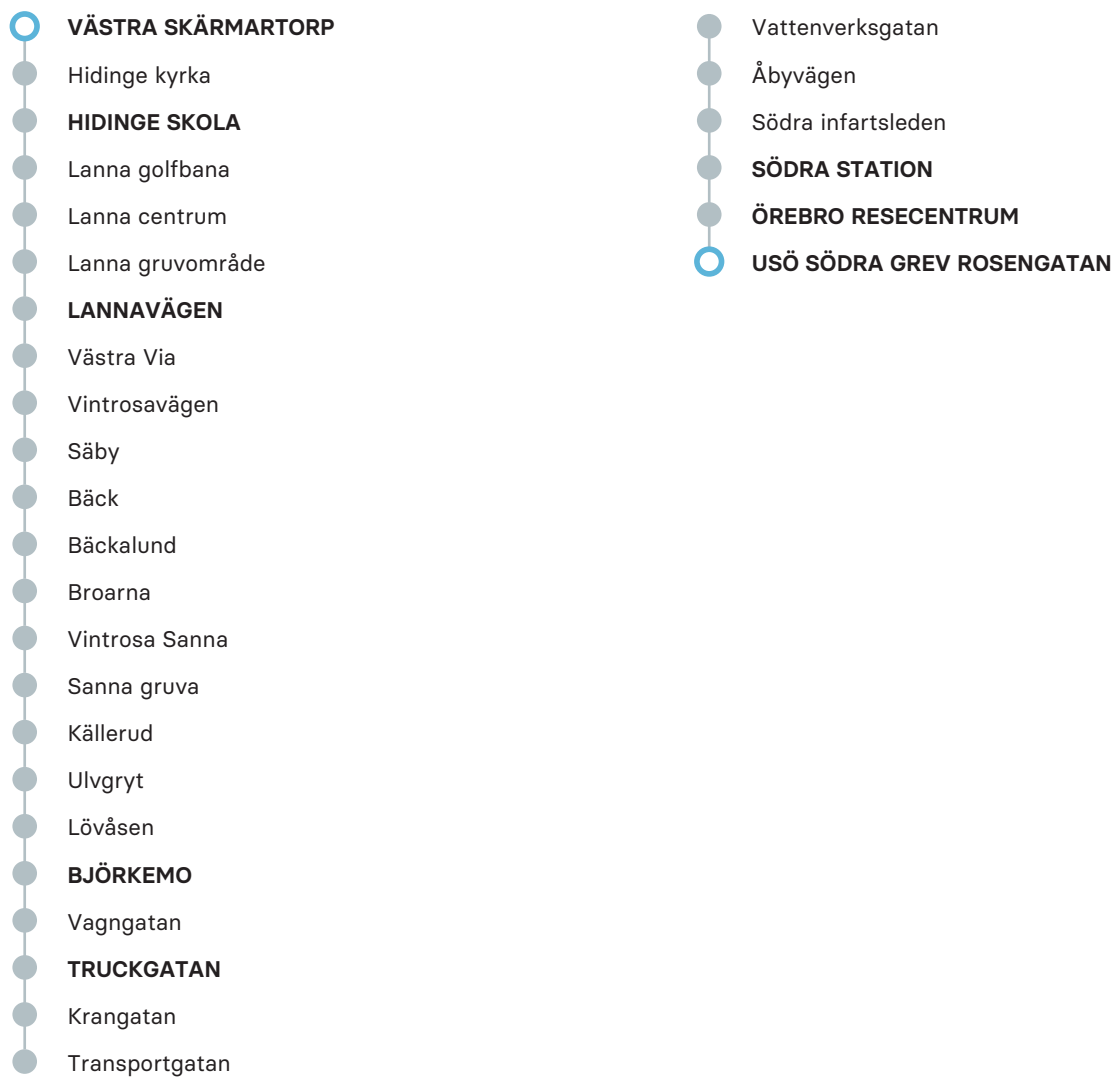 VÄSTRA SKÄRMARTORP
Hidinge kyrka
HIDINGE SKOLA
Lanna golfbana
Lanna centrum
Lanna gruvområde
LANNAVÄGEN
Västra Via
Vintrosavägen
Säby
Bäck
Bäckalund
Broarna
Vintrosa Sanna
Sanna gruva
Källerud
Ulvgryt
Lövåsen
BJÖRKEMO
Vagngatan
TRUCKGATAN
Krangatan
Transportgatan
Vattenverksgatan
Åbyvägen
Södra infartsleden
SÖDRA STATION
ÖREBRO RESECENTRUM
USÖ SÖDRA GREV ROSENGATAN